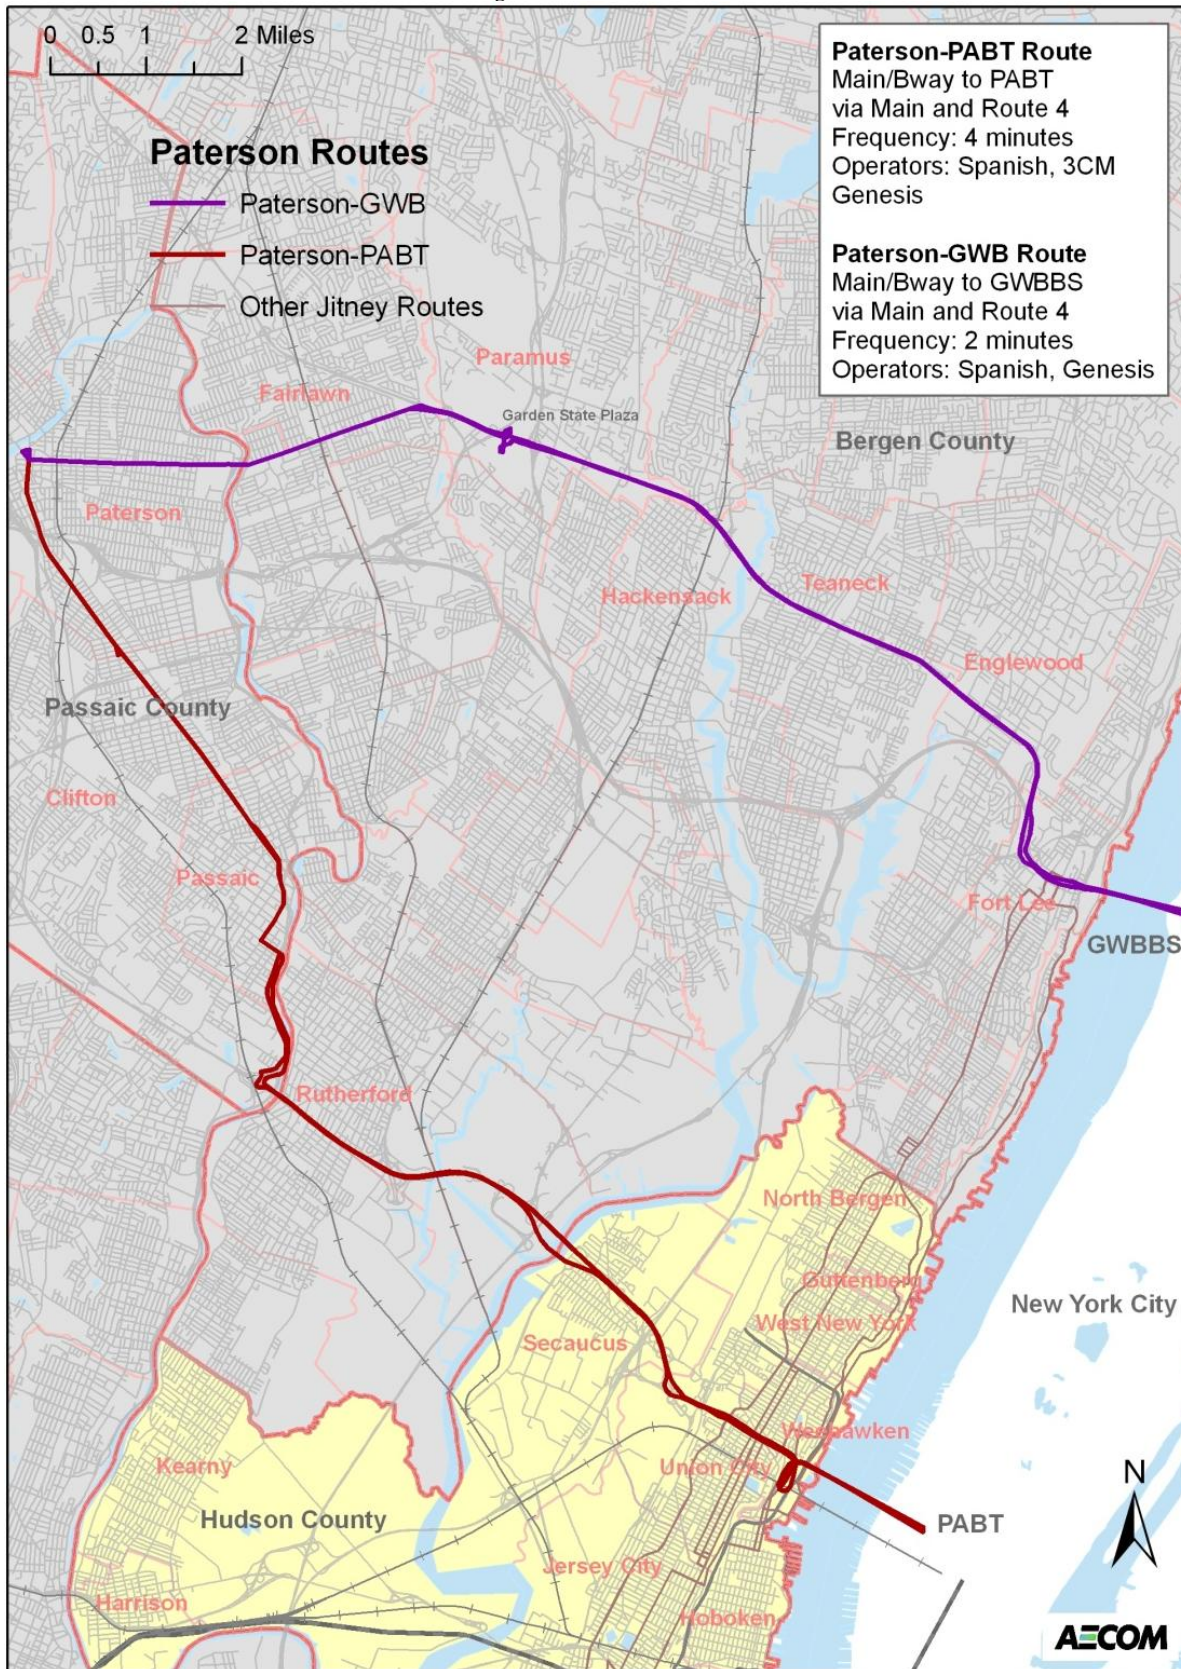 0 0.5 1 2 Miles
Paterson Routes
Paterson-GWB
Paterson-PABT
Other Jitney Routes
Paterson-PABT Route
Main/Bway to PABT
via Main and Route 4
Frequency: 4 minutes
Operators: Spanish, 3CM
Genesis
Paterson-GWB Route
Main/Bway to GWBBS
via Main and Route 4
Frequency: 2 minutes
Operators: Spanish, Genesis
Paramus
Fairlawn
Garden State Plaza
Bergen County
Paterson
Hackensack
Teaneck
Englewood
Passaic County
Clifton
Passaic
Fort Lee
GWBBS
Rutherford
North Bergen
Guttenberg
New York City
West New York
Secaucus
Weehawken
Union City
Kearny
N
Hudson County
PABT
Jersey City
Harrison
Hoboken
AECOM